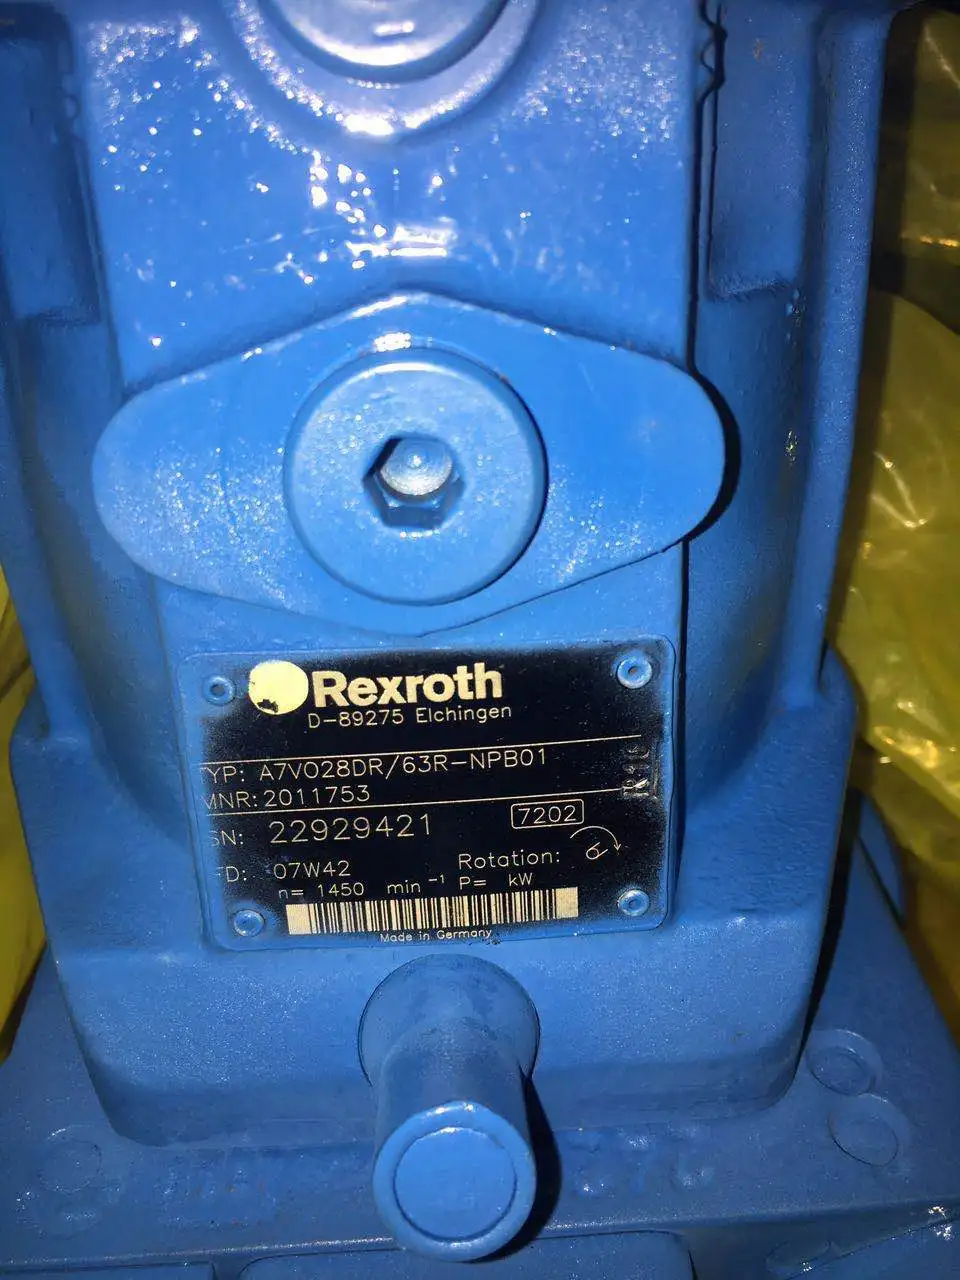 Rexroth
D-89275 Elchingen
TYP: A7VO28DR/63R-NPB01
MNR: 2011753
SN: 22929421
7202
FD: 07W42
Rotation:
n= 1450 min⁻¹ P= kW
Made in Germany